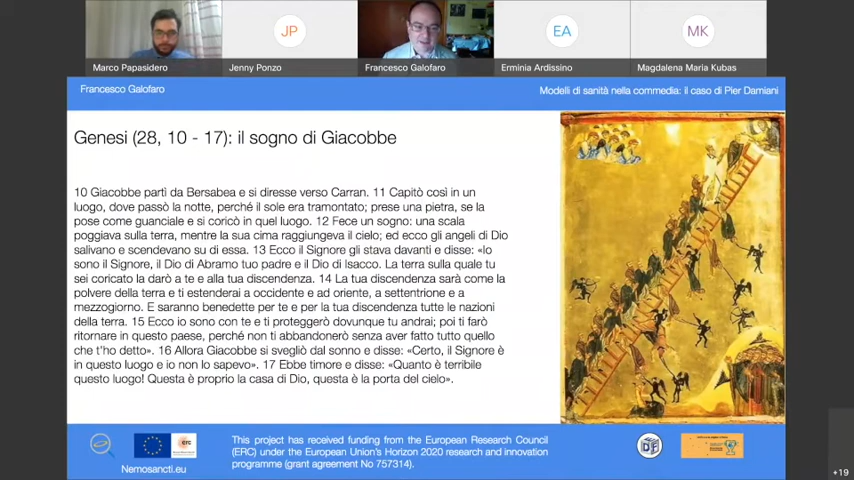 JP
EA
MK
Marco Papasidero
Jenny Ponzo
Francesco Galofaro
Erminia Ardissino
Magdalena Maria Kubas
Francesco Galofaro
Modelli di sanità nella commedia: il caso di Pier Damiani
Genesi (28, 10 - 17): il sogno di Giacobbe
10 Giacobbe partì da Bersabea e si diresse verso Carran. 11 Capitò così in un
luogo, dove passò la notte, perché il sole era tramontato; prese una pietra, se la
pose come guanciale e si coricò in quel luogo. 12 Fece un sogno: una scala
poggiava sulla terra, mentre la sua cima raggiungeva il cielo; ed ecco gli angeli di Dio
salivano e scendevano su di essa. 13 Ecco il Signore gli stava davanti e disse: «Io
sono il Signore, il Dio di Abramo tuo padre e il Dio di Isacco. La terra sulla quale tu
sei coricato la darò a te e alla tua discendenza. 14 La tua discendenza sarà come la
polvere della terra e ti estenderai a occidente e ad oriente, a settentrione e a
mezzogiorno. E saranno benedette per te e per la tua discendenza tutte le nazioni
della terra. 15 Ecco io sono con te e ti proteggerò dovunque tu andrai; poi ti farò
ritornare in questo paese, perché non ti abbandonerò senza aver fatto tutto quello
che t'ho detto». 16 Allora Giacobbe si svegliò dal sonno e disse: «Certo, il Signore è
in questo luogo e io non lo sapevo». 17 Ebbe timore e disse: «Quanto è terribile
questo luogo! Questa è proprio la casa di Dio, questa è la porta del cielo».
erc
Nemosancti.eu
This project has received funding from the European Research Council
(ERC) under the European Union's Horizon 2020 research and innovation
programme (grant agreement No 757314).
+19